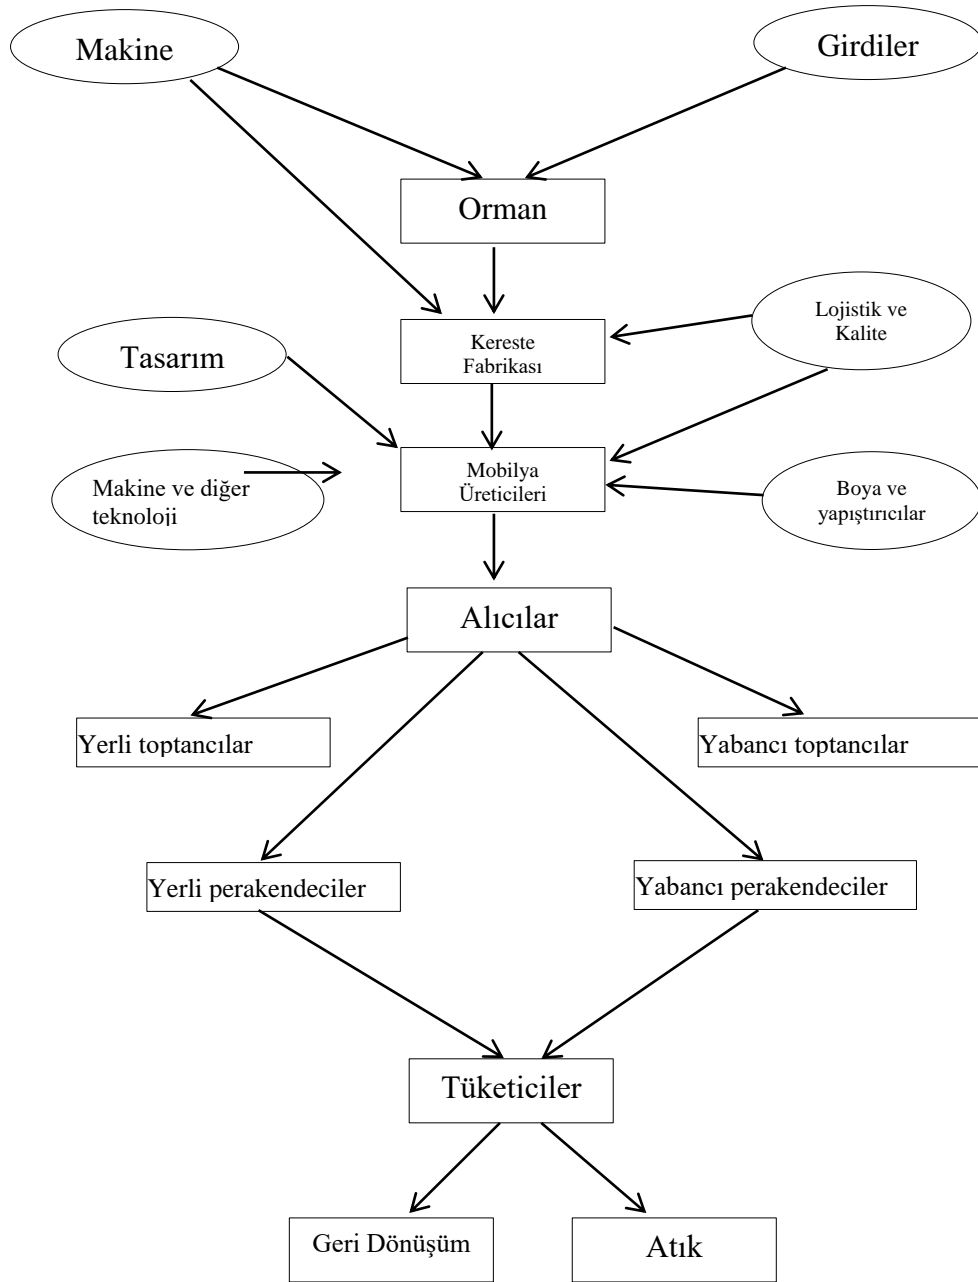 Makine
Girdiler
Orman
Lojistik ve
Kalite
Kereste
Fabrikası
Tasarım
Mobilya
Üreticileri
Makine ve diğer
teknoloji
Boya ve
yapıştırıcılar
Alıcılar
Yerli toptancılar
Yabancı toptancılar
Yerli perakendeciler
Yabancı perakendeciler
Tüketiciler
Geri Dönüşüm
Atık